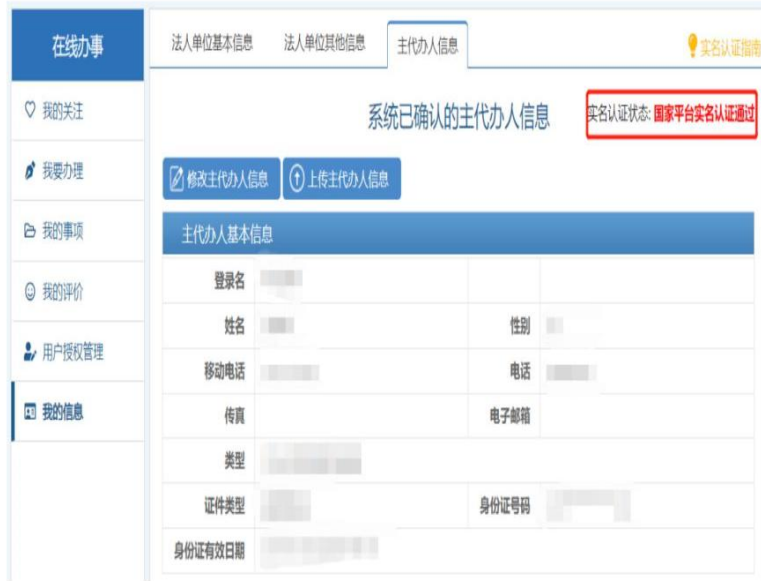 在线办事
法人单位基本信息 法人单位其他信息 主代办人信息
实名认证指南
我的关注
我要办理
我的事项
我的评价
用户授权管理
我的信息
系统已确认的主代办人信息
实名认证状态: 国家平台实名认证通过
修改主代办人信息 上传主代办人信息
主代办人基本信息
登录名
姓名 性别
移动电话 电话
传真 电子邮箱
类型
证件类型 身份证号码
身份证有效日期